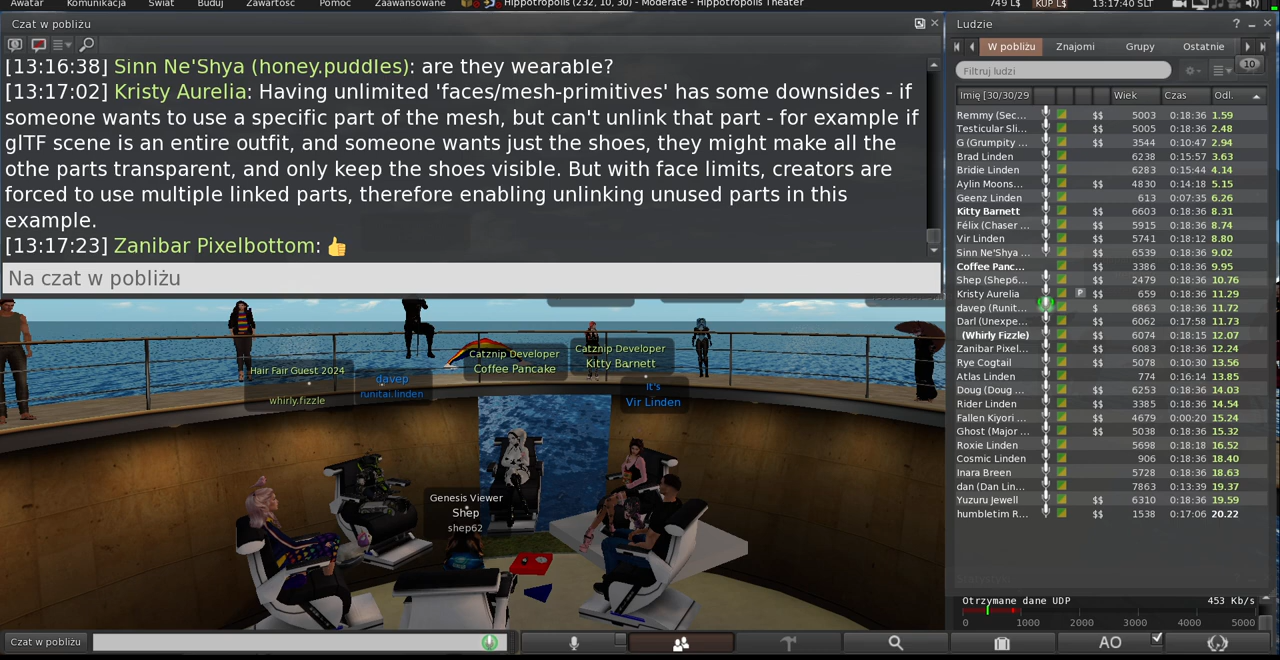 Awatar Komunikacja Świat Buduj Zawartość Pomoc Zaawansowane Hippotropolis (232, 10, 30) - Moderate - Hippotropolis Theater 749 L$ KUP L$ 13:17:40 SLT
Czat w pobliżu
[13:16:38] Sinn Ne'Shya (honey.puddles): are they wearable?
[13:17:02] Kristy Aurelia: Having unlimited 'faces/mesh-primitives' has some downsides - if
someone wants to use a specific part of the mesh, but can't unlink that part - for example if
glTF scene is an entire outfit, and someone wants just the shoes, they might make all the
othe parts transparent, and only keep the shoes visible. But with face limits, creators are
forced to use multiple linked parts, therefore enabling unlinking unused parts in this
example.
[13:17:23] Zanibar Pixelbottom: 👍
Na czat w pobliżu
Hair Fair Guest 2024
whirly.fizzle
davep
runitai.linden
Catznip Developer
Coffee Pancake
Catznip Developer
Kitty Barnett
It's
Vir Linden
Genesis Viewer
Shep
shep62
Czat w pobliżu
Ludzie ?
W pobliżu Znajomi Grupy Ostatnie
Filtruj ludzi 10
Imię [30/30/29 Wiek Czas Odl.
Remmy (Sec... $$ 5003 0:18:36 1.59
Testicular Sli... $$ 5005 0:18:36 2.48
G (Grumpity ... $$ 3544 0:10:47 2.94
Brad Linden 6238 0:15:57 3.63
Bridie Linden 6283 0:15:44 4.14
Aylin Moons... $$ 4830 0:14:18 5.15
Geenz Linden 613 0:07:35 6.26
Kitty Barnett $$ 6603 0:18:36 8.31
Félix (Chaser ... $$ 5915 0:18:36 8.74
Vir Linden $$ 5741 0:18:12 8.80
Sinn Ne'Shya ... $$ 6539 0:18:36 9.02
Coffee Panc... $$ 3386 0:18:36 9.95
Shep (Shep6... $$ 2479 0:18:36 10.76
Kristy Aurelia P $$ 659 0:18:36 11.29
davep (Runit... $ 6863 0:18:36 11.72
Darl (Unexpe... $$ 6062 0:17:58 11.73
(Whirly Fizzle) $$ 6074 0:18:15 12.07
Zanibar Pixel... $$ 6083 0:18:36 12.24
Rye Cogtail $$ 5078 0:10:30 13.56
Atlas Linden 774 0:16:14 13.85
Doug (Doug ... $$ 6253 0:18:36 14.03
Rider Linden $$ 3385 0:18:36 14.54
Fallen Kiyori ... $$ 4679 0:00:20 15.24
Ghost (Major ... $$ 5038 0:18:36 15.32
Roxie Linden 5698 0:18:18 16.52
Cosmic Linden 906 0:18:36 18.40
Inara Breen 5728 0:18:36 18.63
dan (Dan Lin... 7863 0:13:39 19.37
Yuzuru Jewell $$ 6310 0:18:36 19.59
humbletim R... $$ 1538 0:17:06 20.22
Otrzymane dane UDP 453 Kb/s
0 1000 2000 3000 4000 5000
AO